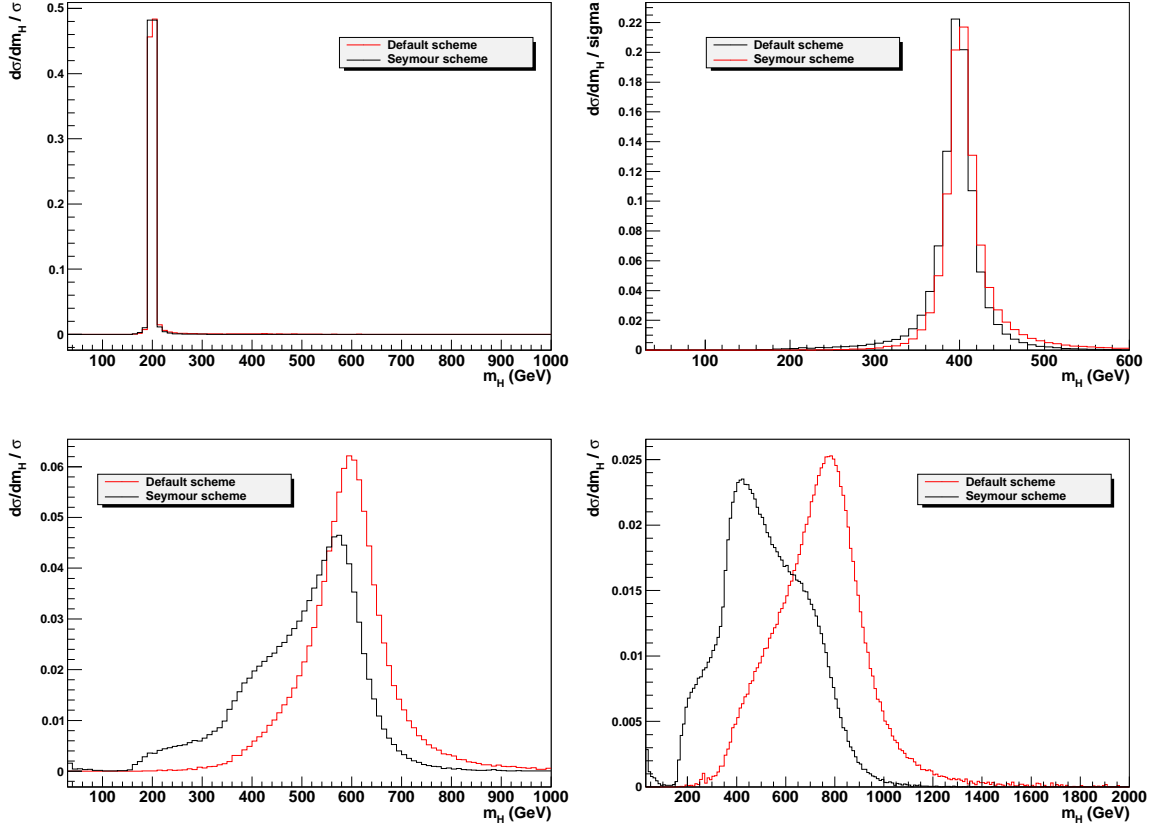 dσ/dm_H / σ
0.5
0.4
0.3
0.2
0.1
0
Default scheme
Seymour scheme
100 200 300 400 500 600 700 800 900 1000
m_H (GeV)
dσ/dm_H / sigma
0.22
0.2
0.18
0.16
0.14
0.12
0.1
0.08
0.06
0.04
0.02
0
Default scheme
Seymour scheme
100 200 300 400 500 600
m_H (GeV)
dσ/dm_H / σ
0.06
0.05
0.04
0.03
0.02
0.01
0
Default scheme
Seymour scheme
100 200 300 400 500 600 700 800 900 1000
m_H (GeV)
dσ/dm_H / σ
0.025
0.02
0.015
0.01
0.005
0
Default scheme
Seymour scheme
200 400 600 800 1000 1200 1400 1600 1800 2000
m_H (GeV)